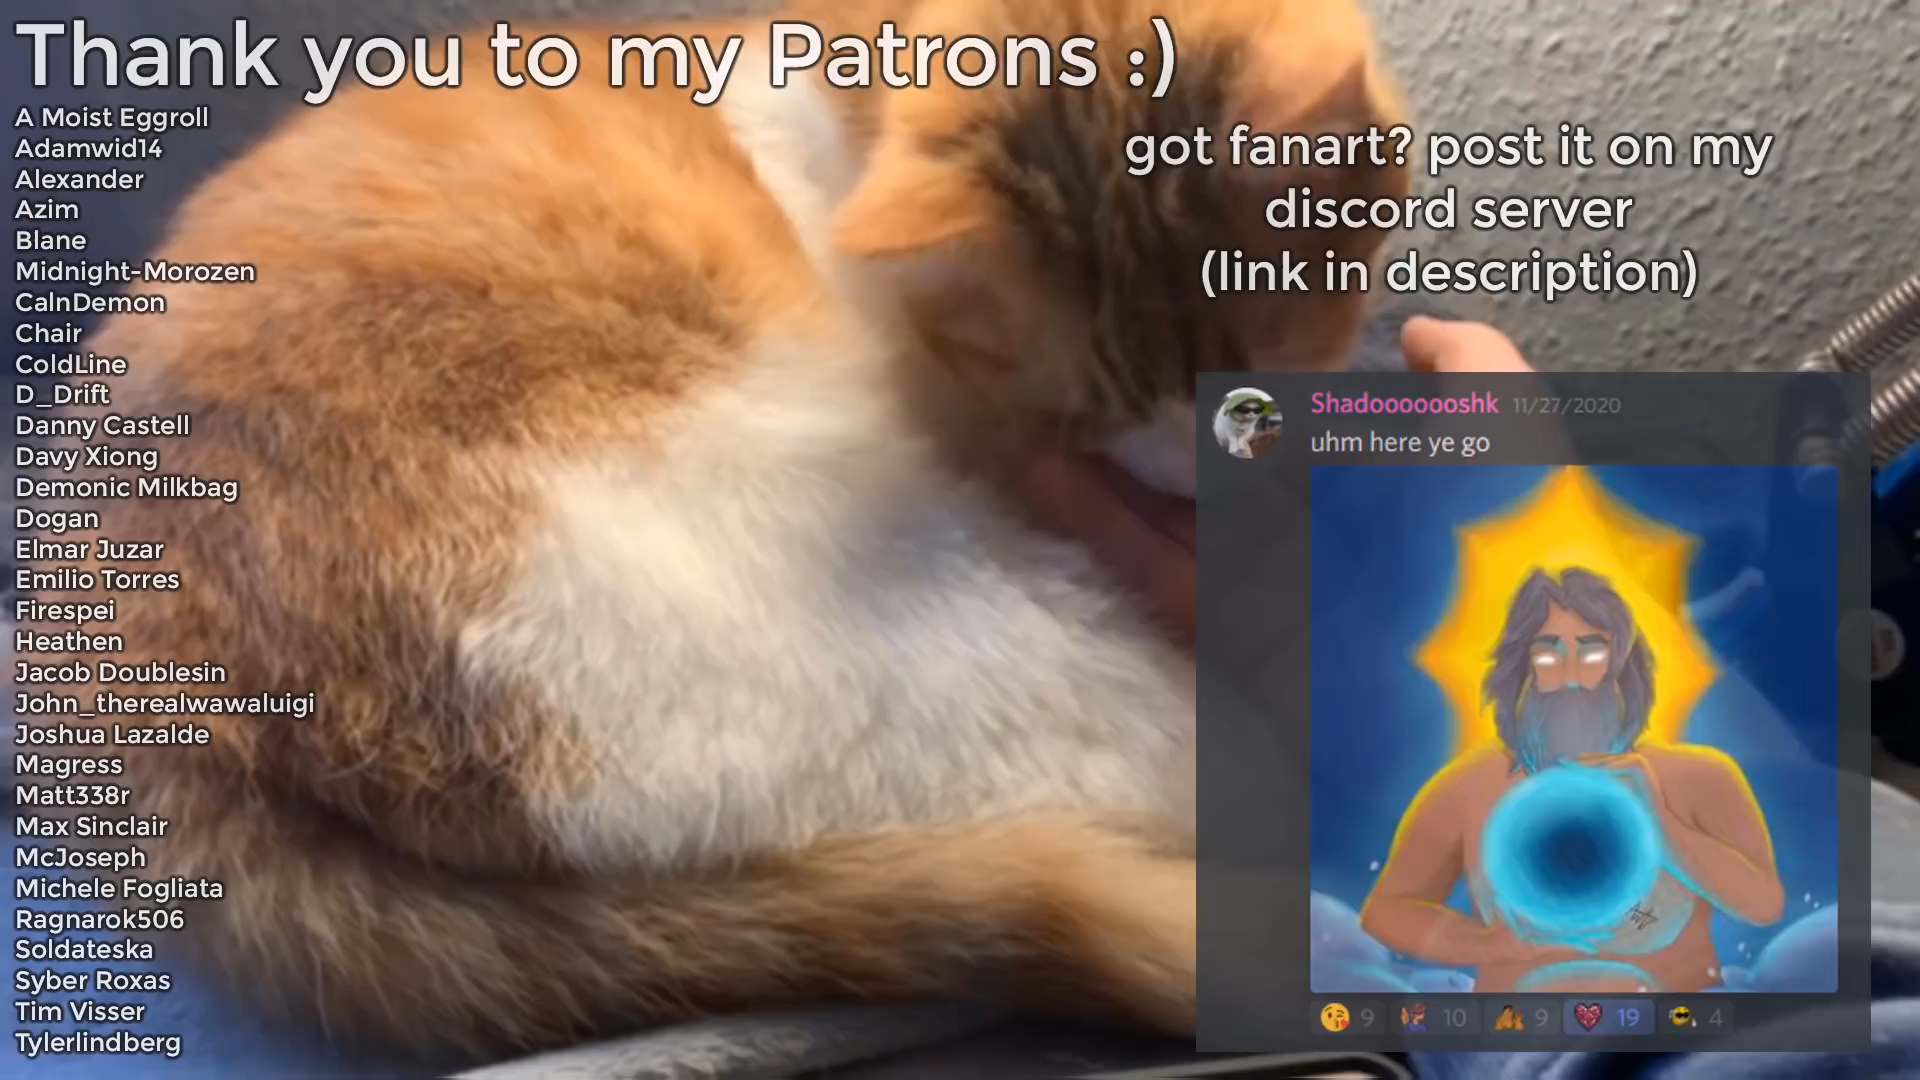 Thank you to my Patrons :)
A Moist Eggroll
Adamwid14
Alexander
Azim
Blane
Midnight-Morozen
CalnDemon
Chair
ColdLine
D_Drift
Danny Castell
Davy Xiong
Demonic Milkbag
Dogan
Elmar Juzar
Emilio Torres
Firespei
Heathen
Jacob Doublesin
John_therealwawaluigi
Joshua Lazalde
Magress
Matt338r
Max Sinclair
McJoseph
Michele Fogliata
Ragnarok506
Soldateska
Syber Roxas
Tim Visser
Tylerlindberg
got fanart? post it on my
discord server
(link in description)
Shadooooooshk 11/27/2020
uhm here ye go
9 10 9 19 4